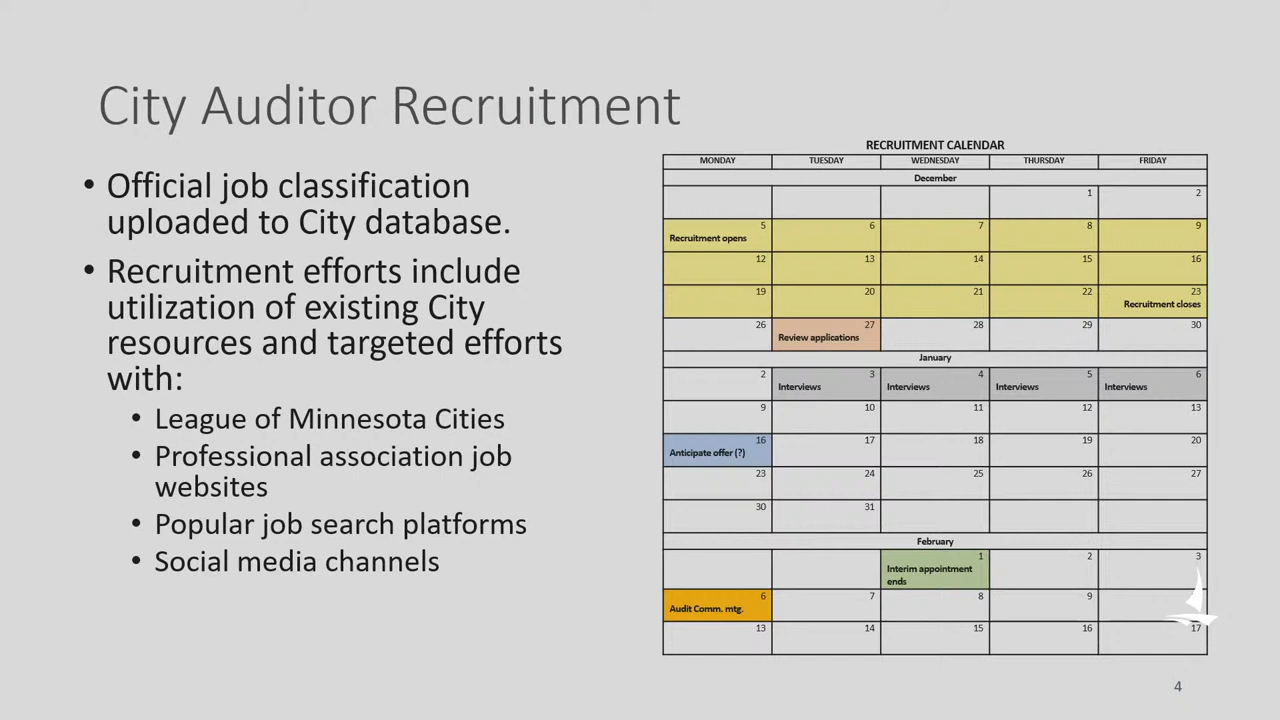 City Auditor Recruitment
• Official job classification
uploaded to City database.
• Recruitment efforts include
utilization of existing City
resources and targeted efforts
with:
• League of Minnesota Cities
• Professional association job
websites
• Popular job search platforms
• Social media channels
RECRUITMENT CALENDAR
MONDAY TUESDAY WEDNESDAY THURSDAY FRIDAY
December
1 2
5 6 7 8 9
Recruitment opens
12 13 14 15 16
19 20 21 22 23
Recruitment closes
26 27 28 29 30
Review applications
January
2 3 4 5 6
Interviews Interviews Interviews Interviews
9 10 11 12 13
16 17 18 19 20
Anticipate offer (?)
23 24 25 26 27
30 31
February
1 2 3
Interim appointment
ends
6 7 8 9
Audit Comm. mtg.
13 14 15 16 17
4